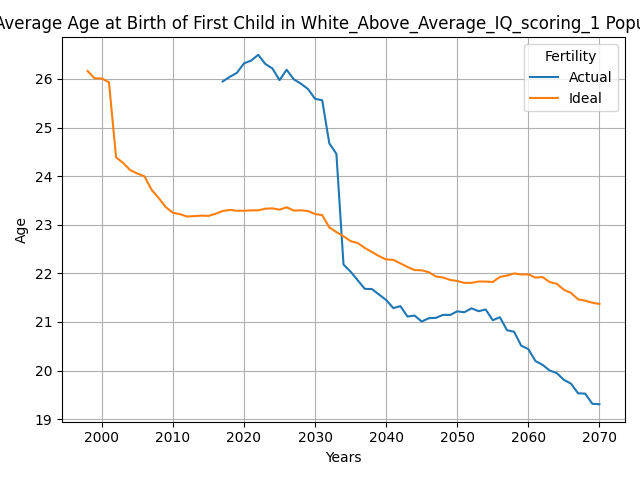 Average Age at Birth of First Child in White_Above_Average_IQ_scoring_1 Popu
Fertility
Actual
Ideal
Age
26
25
24
23
22
21
20
19
2000 2010 2020 2030 2040 2050 2060 2070
Years